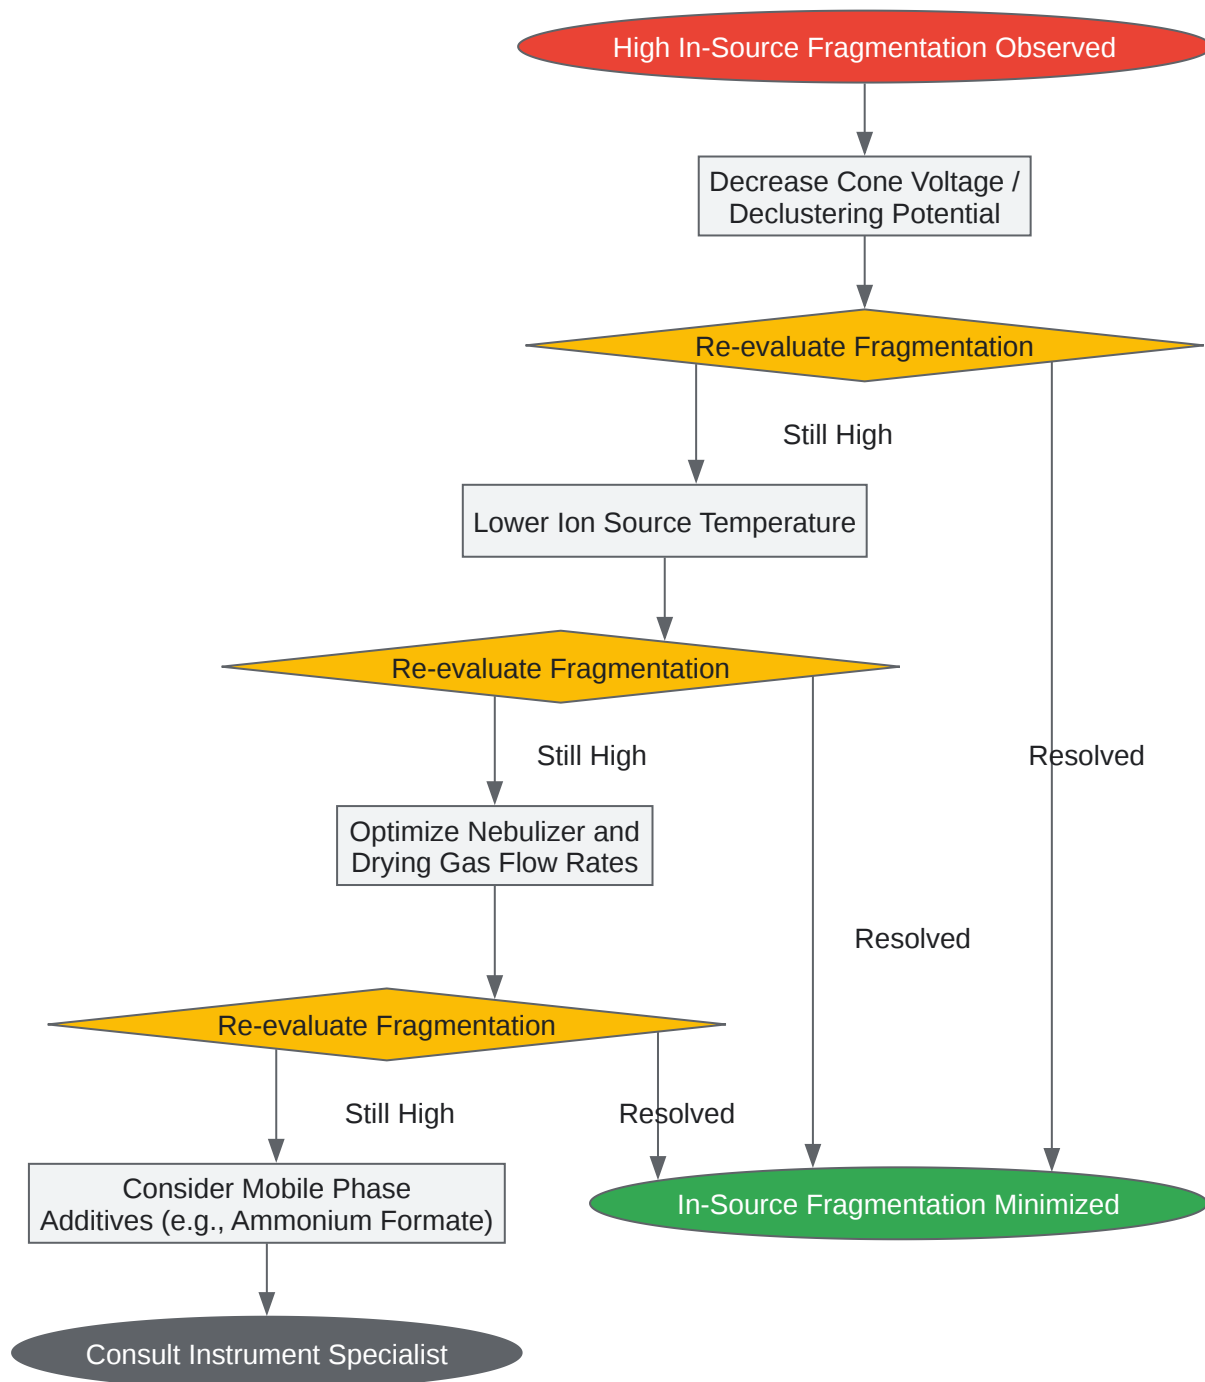 High In-Source Fragmentation Observed
Decrease Cone Voltage /
Declustering Potential
Re-evaluate Fragmentation
Still High
Lower Ion Source Temperature
Re-evaluate Fragmentation
Still High
Resolved
Optimize Nebulizer and
Drying Gas Flow Rates
Resolved
Re-evaluate Fragmentation
Still High
Resolved
Consider Mobile Phase
Additives (e.g., Ammonium Formate)
In-Source Fragmentation Minimized
Consult Instrument Specialist